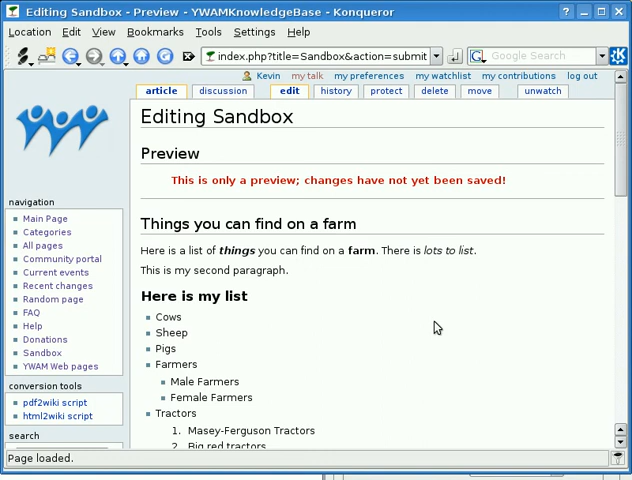 Editing Sandbox - Preview - YWAMKnowledgeBase - Konqueror
Location Edit View Bookmarks Tools Settings Help
index.php?title=Sandbox&action=submit
Google Search
Kevin my talk my preferences my watchlist my contributions log out
article discussion edit history protect delete move unwatch
Editing Sandbox
Preview
This is only a preview; changes have not yet been saved!
Things you can find on a farm
Here is a list of things you can find on a farm. There is lots to list.
This is my second paragraph.
Here is my list
Cows
Sheep
Pigs
Farmers
Male Farmers
Female Farmers
Tractors
1. Masey-Ferguson Tractors
2. Big red tractors
navigation
Main Page
Categories
All pages
Community portal
Current events
Recent changes
Random page
FAQ
Help
Donations
Sandbox
YWAM Web pages
conversion tools
pdf2wiki script
html2wiki script
search
Page loaded.